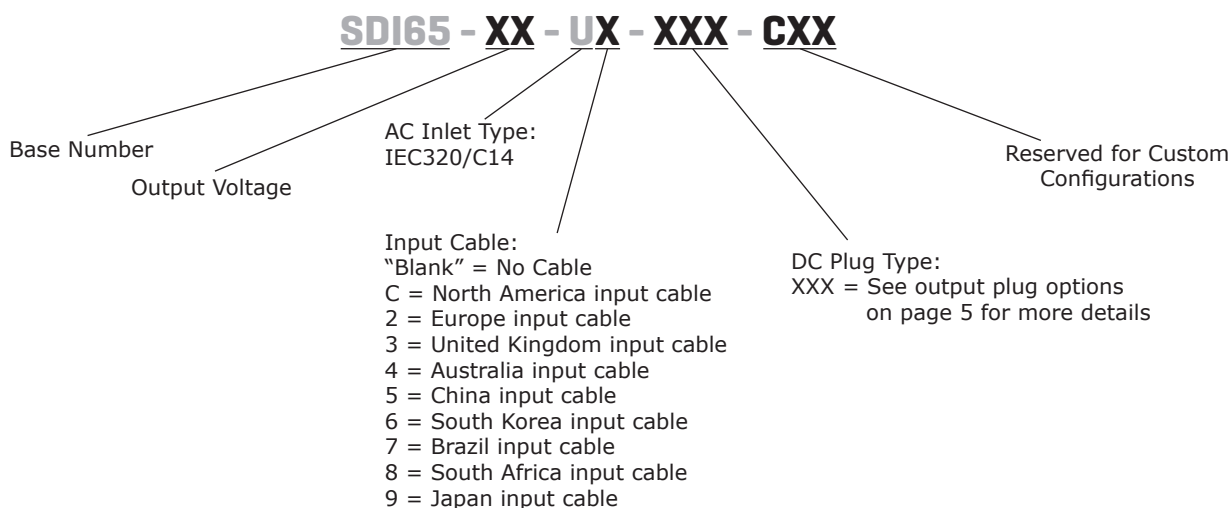 SDI65 - XX - UX - XXX - CXX
Base Number
Output Voltage
AC Inlet Type:
IEC320/C14
Input Cable:
“Blank” = No Cable
C = North America input cable
2 = Europe input cable
3 = United Kingdom input cable
4 = Australia input cable
5 = China input cable
6 = South Korea input cable
7 = Brazil input cable
8 = South Africa input cable
9 = Japan input cable
DC Plug Type:
XXX = See output plug options
on page 5 for more details
Reserved for Custom
Configurations